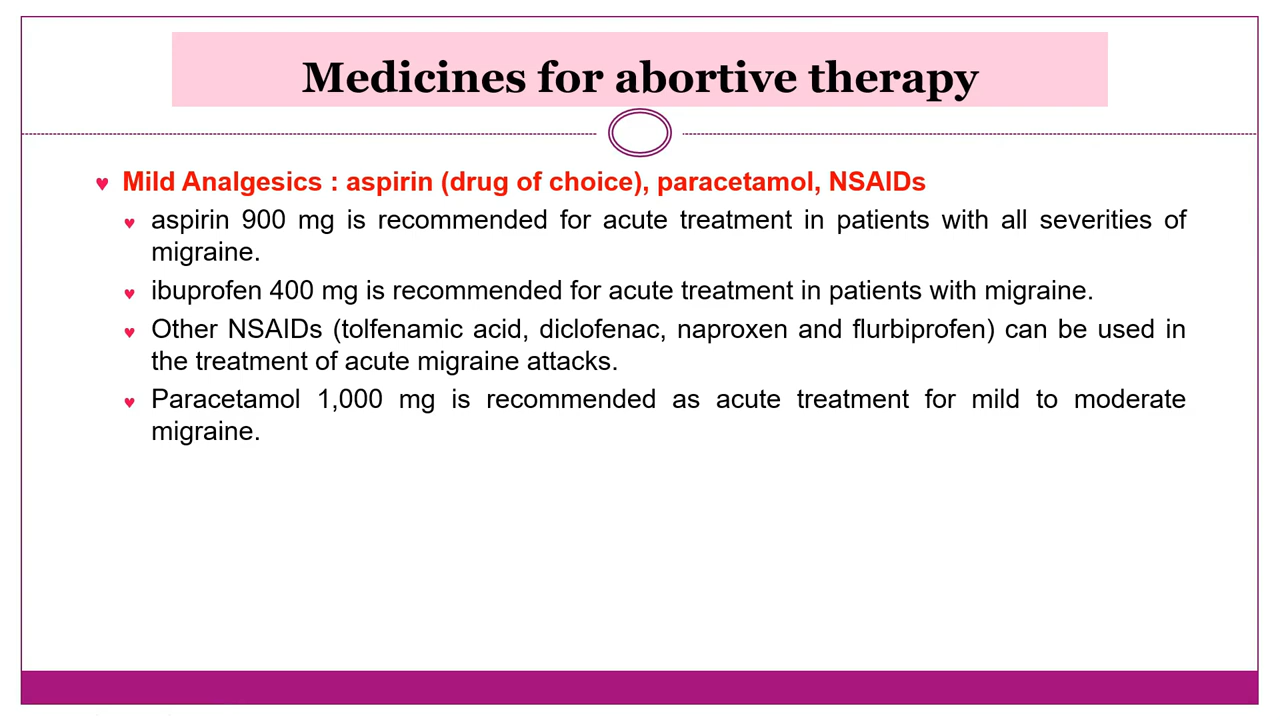 Medicines for abortive therapy
Mild Analgesics : aspirin (drug of choice), paracetamol, NSAIDs
aspirin 900 mg is recommended for acute treatment in patients with all severities of
migraine.
ibuprofen 400 mg is recommended for acute treatment in patients with migraine.
Other NSAIDs (tolfenamic acid, diclofenac, naproxen and flurbiprofen) can be used in
the treatment of acute migraine attacks.
Paracetamol 1,000 mg is recommended as acute treatment for mild to moderate
migraine.